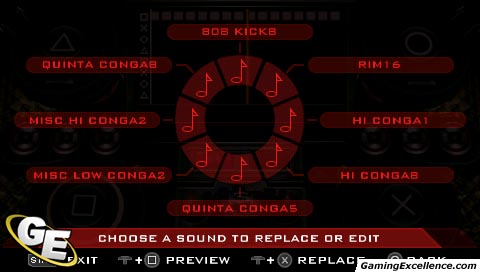 808 KICK8
QUINTA CONGA8
RIM16
MISC HI CONGA2
HI CONGA1
MISC LOW CONGA2
HI CONGA8
QUINTA CONGA5
CHOOSE A SOUND TO REPLACE OR EDIT
EXIT
+ PREVIEW
+ REPLACE
BACK
GE
GamingExcellence.com